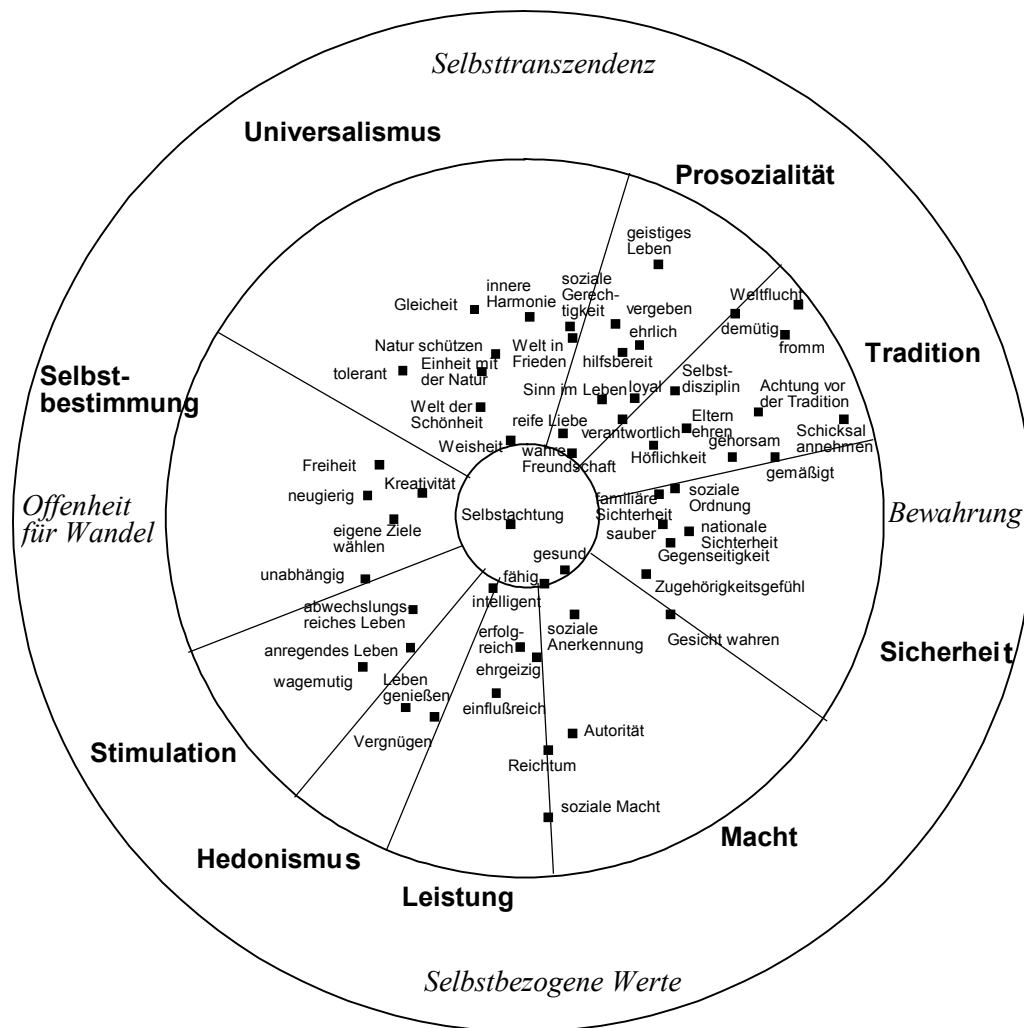 Selbsttranszendenz
Universalismus
Prosozialität
geistiges
Leben
Weltflucht
demütig
fromm
Tradition
Gleicheit
innere
Harmonie
soziale
Gerech-
tigkeit
vergeben
ehrlich
hilfsbereit
Natur schützen
Welt in
Frieden
tolerant
Einheit mit
der Natur
Selbst-
disziplin
Sinn im Leben
loyal
Achtung vor
der Tradition
Selbst-
bestimmung
Welt der
Schönheit
reife Liebe
verantwortlich
Eltern
ehren
Schicksal
annehmen
Weisheit
wahre
Freundschaft
Höflichkeit
gehorsam
gemäßigt
Freiheit
Kreativität
neugierig
Offenheit
für Wandel
eigene Ziele
wählen
Selbstachtung
familiäre
Sichterheit
soziale
Ordnung
Bewahrung
sauber
nationale
Sichterheit
Gegenseitigkeit
unabhängig
gesund
fähig
intelligent
Zugehörigkeitsgefühl
abwechslungs-
reiches Leben
erfolg-
reich
soziale
Anerkennung
Gesicht wahren
Sicherheit
anregendes Leben
ehrgeizig
wagemutig
Leben
genießen
einflußreich
Vergnügen
Autorität
Reichtum
Stimulation
soziale Macht
Macht
Hedonismus
Leistung
Selbstbezogene Werte